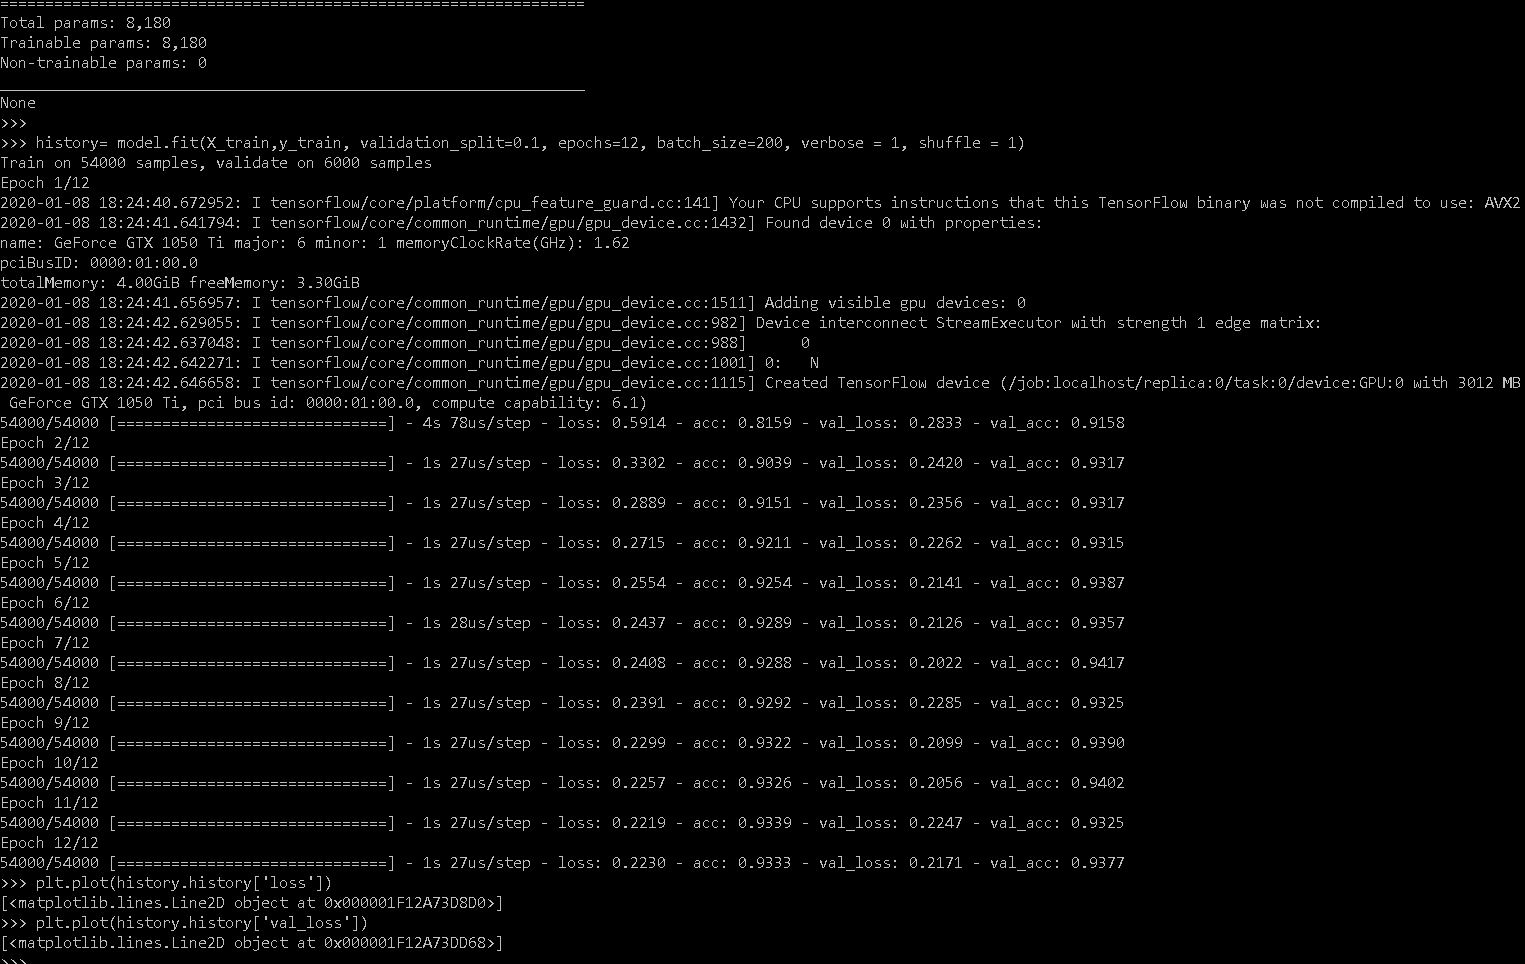 =================================================================
Total params: 8,180
Trainable params: 8,180
Non-trainable params: 0
_________________________________________________________________
None
>>>
>>> history= model.fit(X_train,y_train, validation_split=0.1, epochs=12, batch_size=200, verbose = 1, shuffle = 1)
Train on 54000 samples, validate on 6000 samples
Epoch 1/12
2020-01-08 18:24:40.672952: I tensorflow/core/platform/cpu_feature_guard.cc:141] Your CPU supports instructions that this TensorFlow binary was not compiled to use: AVX2
2020-01-08 18:24:41.641794: I tensorflow/core/common_runtime/gpu/gpu_device.cc:1432] Found device 0 with properties:
name: GeForce GTX 1050 Ti major: 6 minor: 1 memoryClockRate(GHz): 1.62
pciBusID: 0000:01:00.0
totalMemory: 4.00GiB freeMemory: 3.30GiB
2020-01-08 18:24:41.656957: I tensorflow/core/common_runtime/gpu/gpu_device.cc:1511] Adding visible gpu devices: 0
2020-01-08 18:24:42.629055: I tensorflow/core/common_runtime/gpu/gpu_device.cc:982] Device interconnect StreamExecutor with strength 1 edge matrix:
2020-01-08 18:24:42.637048: I tensorflow/core/common_runtime/gpu/gpu_device.cc:988]      0
2020-01-08 18:24:42.642271: I tensorflow/core/common_runtime/gpu/gpu_device.cc:1001] 0:   N
2020-01-08 18:24:42.646658: I tensorflow/core/common_runtime/gpu/gpu_device.cc:1115] Created TensorFlow device (/job:localhost/replica:0/task:0/device:GPU:0 with 3012 MB
 GeForce GTX 1050 Ti, pci bus id: 0000:01:00.0, compute capability: 6.1)
54000/54000 [==============================] - 4s 78us/step - loss: 0.5914 - acc: 0.8159 - val_loss: 0.2833 - val_acc: 0.9158
Epoch 2/12
54000/54000 [==============================] - 1s 27us/step - loss: 0.3302 - acc: 0.9039 - val_loss: 0.2420 - val_acc: 0.9317
Epoch 3/12
54000/54000 [==============================] - 1s 27us/step - loss: 0.2889 - acc: 0.9151 - val_loss: 0.2356 - val_acc: 0.9317
Epoch 4/12
54000/54000 [==============================] - 1s 27us/step - loss: 0.2715 - acc: 0.9211 - val_loss: 0.2262 - val_acc: 0.9315
Epoch 5/12
54000/54000 [==============================] - 1s 27us/step - loss: 0.2554 - acc: 0.9254 - val_loss: 0.2141 - val_acc: 0.9387
Epoch 6/12
54000/54000 [==============================] - 1s 28us/step - loss: 0.2437 - acc: 0.9289 - val_loss: 0.2126 - val_acc: 0.9357
Epoch 7/12
54000/54000 [==============================] - 1s 27us/step - loss: 0.2408 - acc: 0.9288 - val_loss: 0.2022 - val_acc: 0.9417
Epoch 8/12
54000/54000 [==============================] - 1s 27us/step - loss: 0.2391 - acc: 0.9292 - val_loss: 0.2285 - val_acc: 0.9325
Epoch 9/12
54000/54000 [==============================] - 1s 27us/step - loss: 0.2299 - acc: 0.9322 - val_loss: 0.2099 - val_acc: 0.9390
Epoch 10/12
54000/54000 [==============================] - 1s 27us/step - loss: 0.2257 - acc: 0.9326 - val_loss: 0.2056 - val_acc: 0.9402
Epoch 11/12
54000/54000 [==============================] - 1s 27us/step - loss: 0.2219 - acc: 0.9339 - val_loss: 0.2247 - val_acc: 0.9325
Epoch 12/12
54000/54000 [==============================] - 1s 27us/step - loss: 0.2230 - acc: 0.9333 - val_loss: 0.2171 - val_acc: 0.9377
>>> plt.plot(history.history['loss'])
[<matplotlib.lines.Line2D object at 0x000001F12A73D8D0>]
>>> plt.plot(history.history['val_loss'])
[<matplotlib.lines.Line2D object at 0x000001F12A73DD68>]
>>>